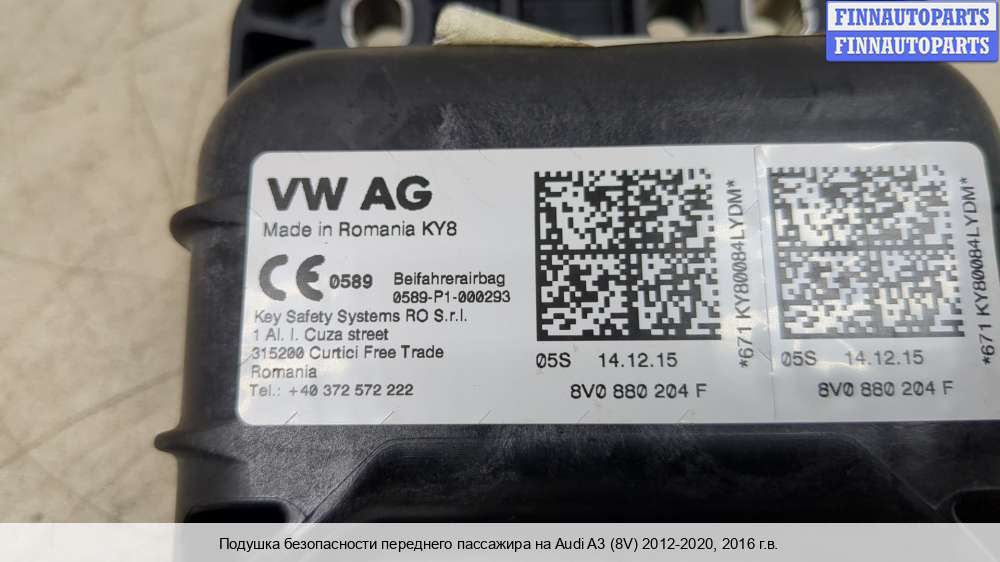 FINNAUTOPARTS
FINNAUTOPARTS
VW AG
Made in Romania KY8
CE 0589
Beifahrerairbag
0589-P1-000293
Key Safety Systems RO S.r.l.
1 Al. I. Cuza street
315200 Curtici Free Trade
Romania
Tel.: +40 372 572 222
05S 14.12.15
8V0 880 204 F
*671 KY80084LYDM*
05S 14.12.15
8V0 880 204 F
*671 KY80084LYDM*
Подушка безопасности переднего пассажира на Audi A3 (8V) 2012-2020, 2016 г.в.